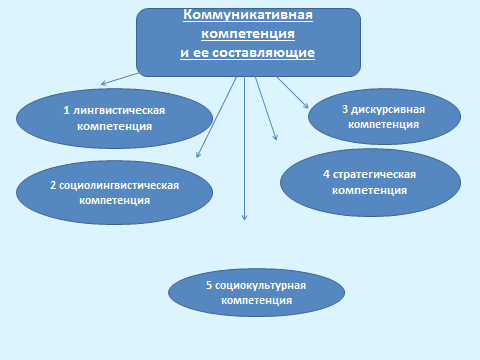 Коммуникативная
компетенция
и ее составляющие
1 лингвистическая
компетенция
2 социолингвистическая
компетенция
3 дискурсивная
компетенция
4 стратегическая
компетенция
5 социокультурная
компетенция